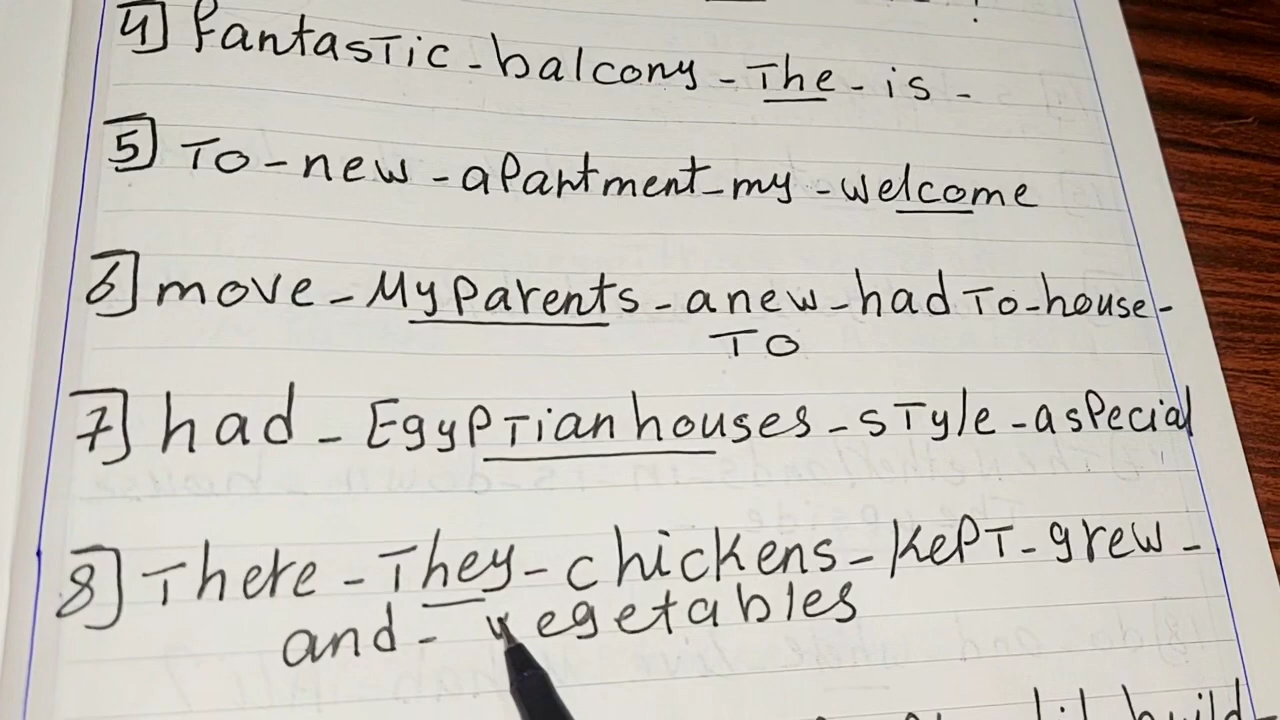 4] fantastic - balcony - The - is -
5] To - new - apartment - my - welcome
6] move - My parents - a new - had To - house -
To
7] had - Egyptian houses - style - a special
8] There - They - chickens - kept - grew -
and - vegetables
build